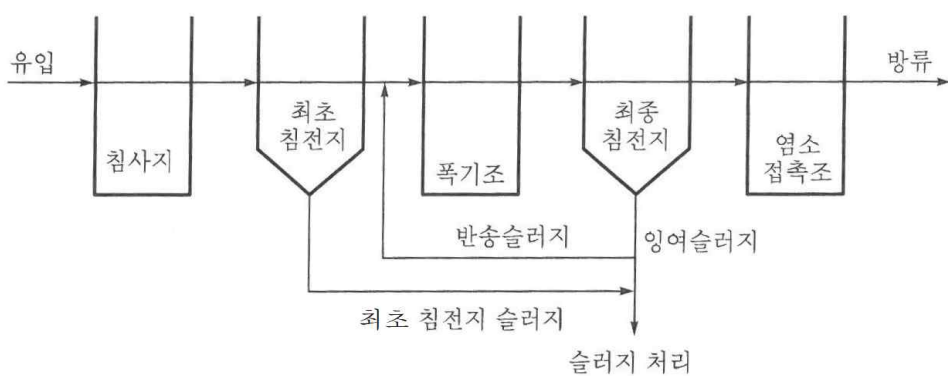 유입
방류
침사지
최초
침전지
폭기조
최종
침전지
염소
접촉조
반송슬러지
잉여슬러지
최초 침전지 슬러지
슬러지 처리